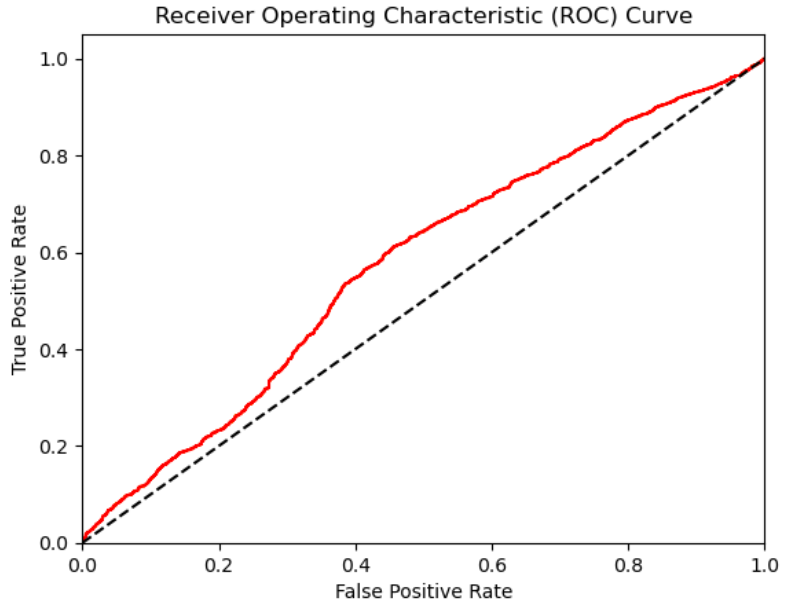 Receiver Operating Characteristic (ROC) Curve
True Positive Rate
1.0
0.8
0.6
0.4
0.2
0.0
0.0 0.2 0.4 0.6 0.8 1.0
False Positive Rate